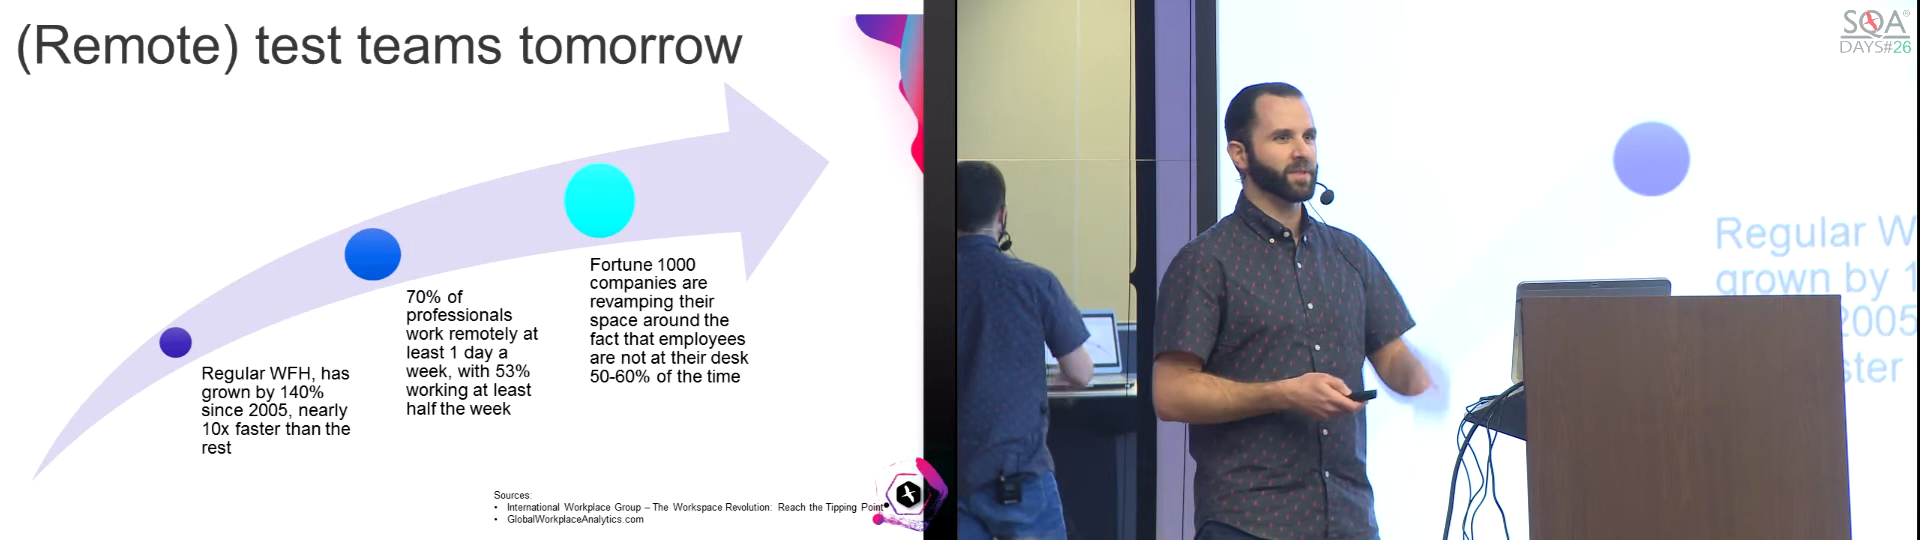 (Remote) test teams tomorrow
Regular WFH, has
grown by 140%
since 2005, nearly
10x faster than the
rest
70% of
professionals
work remotely at
least 1 day a
week, with 53%
working at least
half the week
Fortune 1000
companies are
revamping their
space around the
fact that employees
are not at their desk
50-60% of the time
Sources:
• International Workplace Group – The Workspace Revolution: Reach the Tipping Point
• GlobalWorkplaceAnalytics.com
SQA®
DAYS#26
Regular W
grown by 1
2005
ster